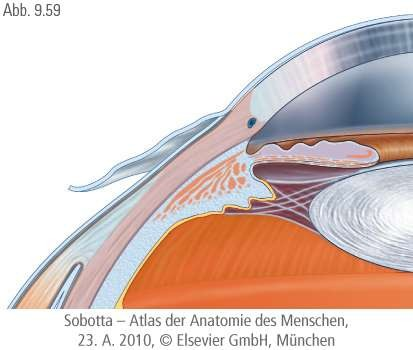 Abb. 9.59
Sobotta – Atlas der Anatomie des Menschen,
23. A. 2010, © Elsevier GmbH, München